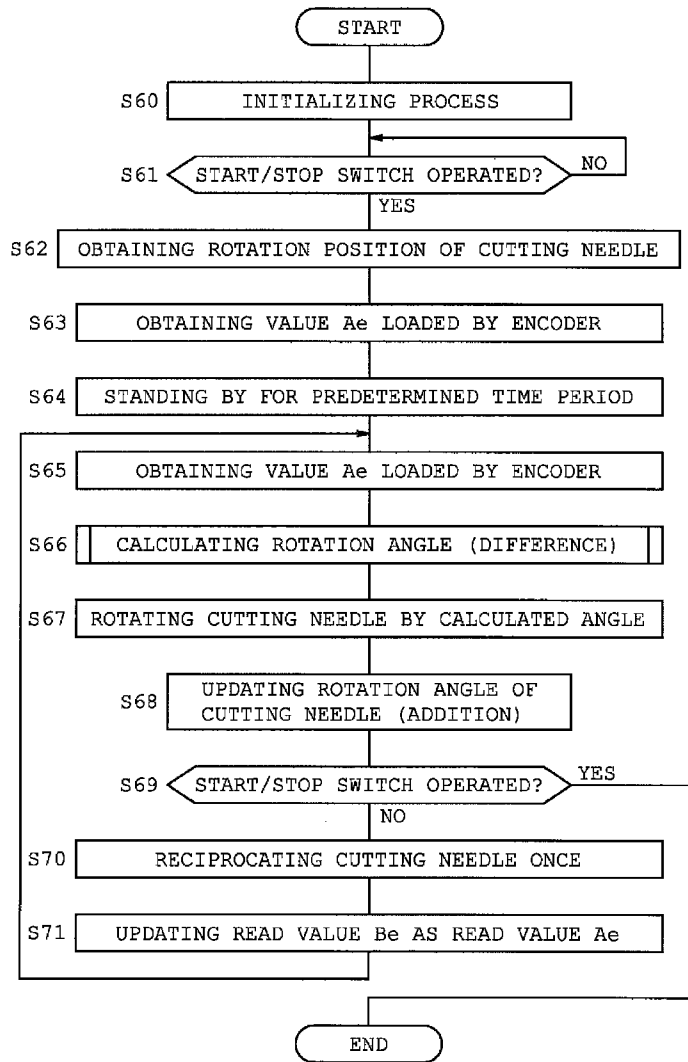 START
S60
INITIALIZING PROCESS
S61
START/STOP SWITCH OPERATED?
NO
YES
S62
OBTAINING ROTATION POSITION OF CUTTING NEEDLE
S63
OBTAINING VALUE Ae LOADED BY ENCODER
S64
STANDING BY FOR PREDETERMINED TIME PERIOD
S65
OBTAINING VALUE Ae LOADED BY ENCODER
S66
CALCULATING ROTATION ANGLE (DIFFERENCE)
S67
ROTATING CUTTING NEEDLE BY CALCULATED ANGLE
S68
UPDATING ROTATION ANGLE OF
CUTTING NEEDLE (ADDITION)
S69
START/STOP SWITCH OPERATED?
YES
NO
S70
RECIPROCATING CUTTING NEEDLE ONCE
S71
UPDATING READ VALUE Be AS READ VALUE Ae
END